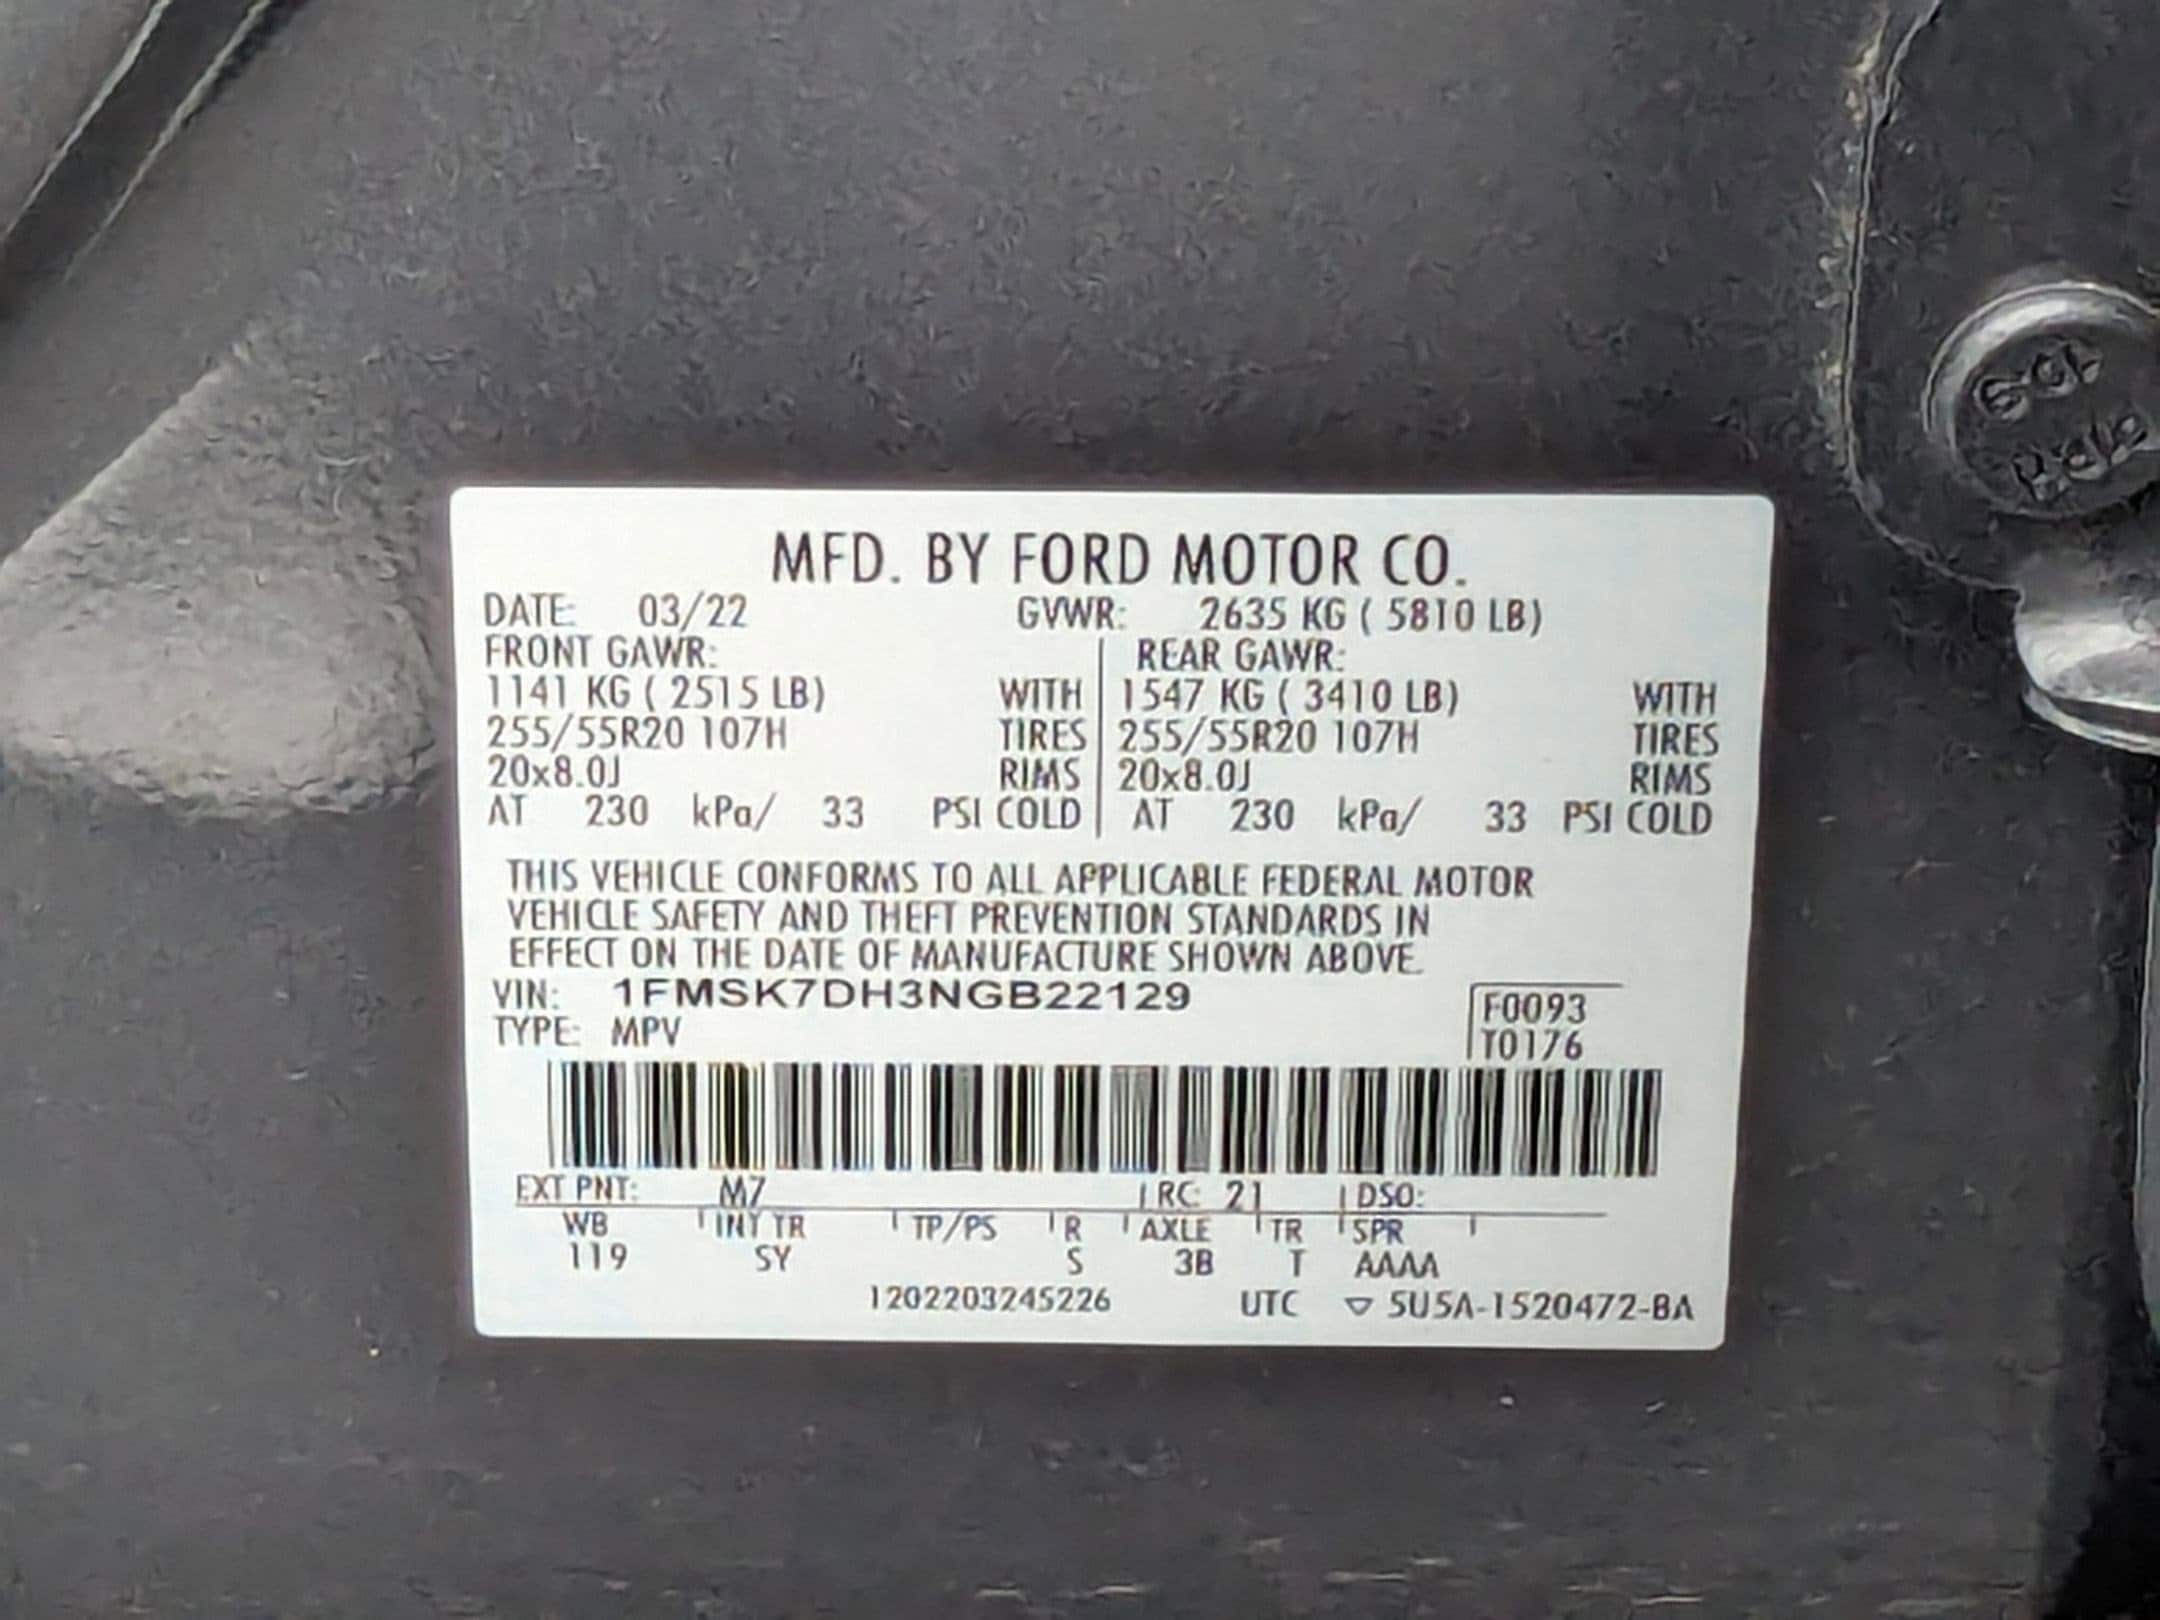 MFD. BY FORD MOTOR CO.
DATE: 03/22 GVWR: 2635 KG ( 5810 LB)
FRONT GAWR: REAR GAWR:
1141 KG ( 2515 LB) WITH 1547 KG ( 3410 LB) WITH
255/55R20 107H TIRES 255/55R20 107H TIRES
20x8.0J RIMS 20x8.0J RIMS
AT 230 kPa/ 33 PSI COLD AT 230 kPa/ 33 PSI COLD
THIS VEHICLE CONFORMS TO ALL APPLICABLE FEDERAL MOTOR
VEHICLE SAFETY AND THEFT PREVENTION STANDARDS IN
EFFECT ON THE DATE OF MANUFACTURE SHOWN ABOVE.
VIN: 1FMSK7DH3NGB22129
TYPE: MPV
F0093
T0176
EXT PNT: M7 RC: 21 DSO:
WB INT TR TP/PS R AXLE TR SPR
119 SY S 3B T AAAA
1202203245226 UTC ▽ 5U5A-1520472-BA